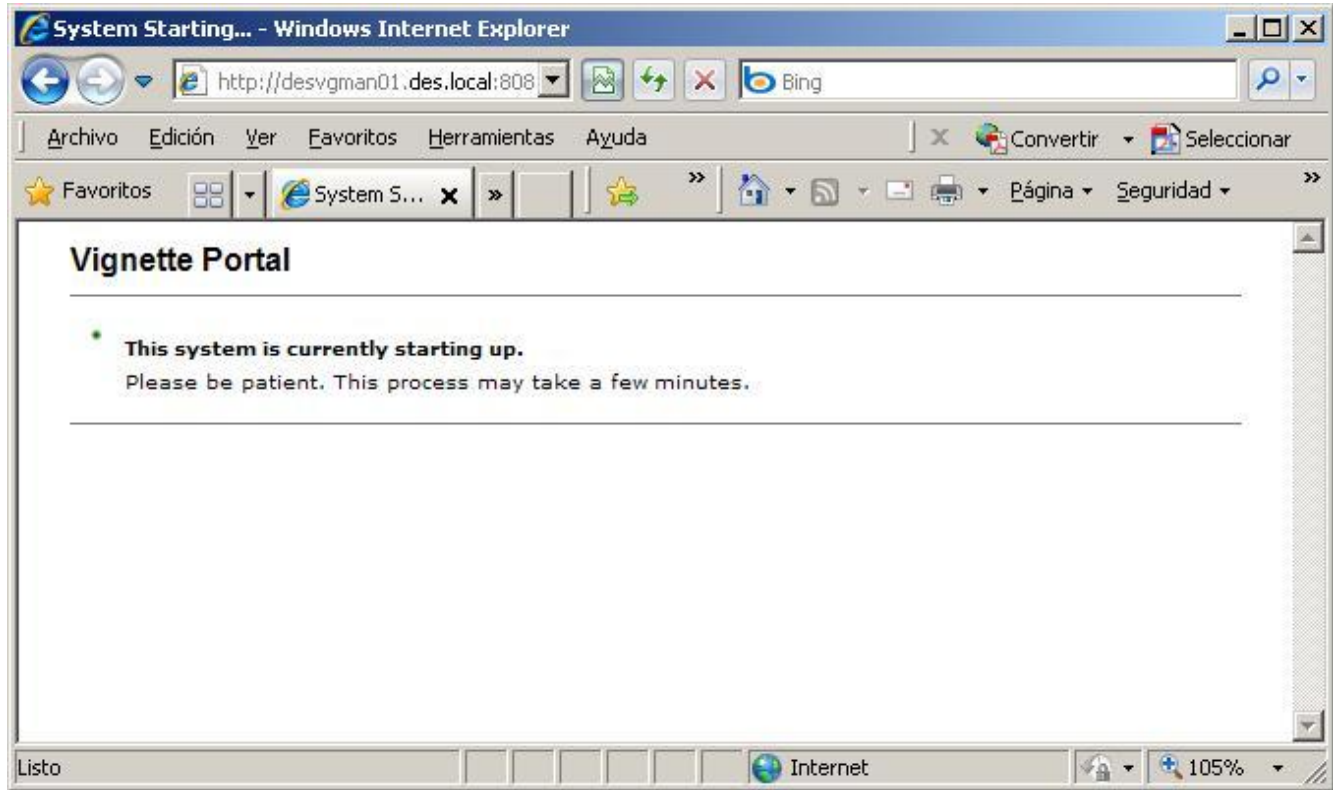 System Starting... - Windows Internet Explorer
http://desvgman01.des.local:808
Bing
Archivo Edición Ver Favoritos Herramientas Ayuda
Convertir Seleccionar
Favoritos
System S...
»
»
Página Seguridad
»
Vignette Portal
This system is currently starting up.
Please be patient. This process may take a few minutes.
Listo
Internet
105%